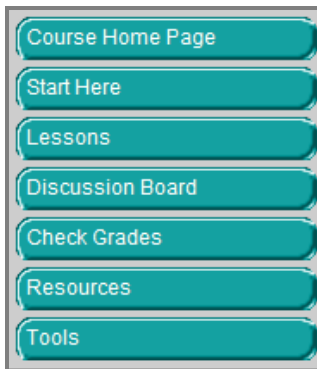 Course Home Page
Start Here
Lessons
Discussion Board
Check Grades
Resources
Tools